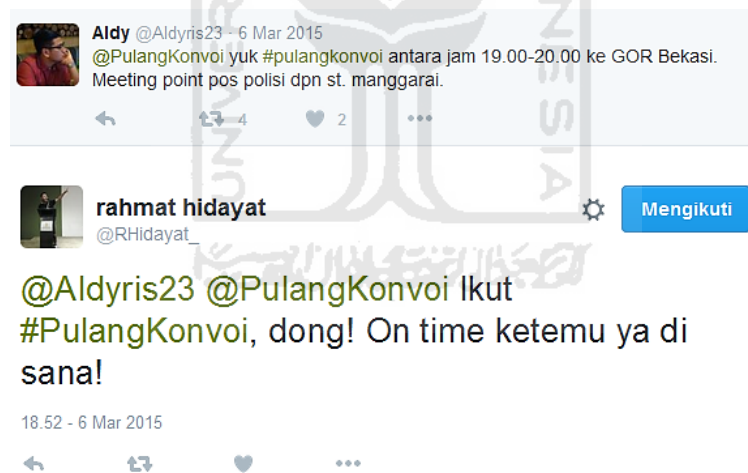 Aldy @Aldyris23 · 6 Mar 2015
@PulangKonvoi yuk #pulangkonvoi antara jam 19.00-20.00 ke GOR Bekasi.
Meeting point pos polisi dpn st. manggarai.
4 2
rahmat hidayat
@RHidayat_
Mengikuti
@Aldyris23 @PulangKonvoi Ikut
#PulangKonvoi, dong! On time ketemu ya di
sana!
18.52 - 6 Mar 2015
UNIVER
NESIA